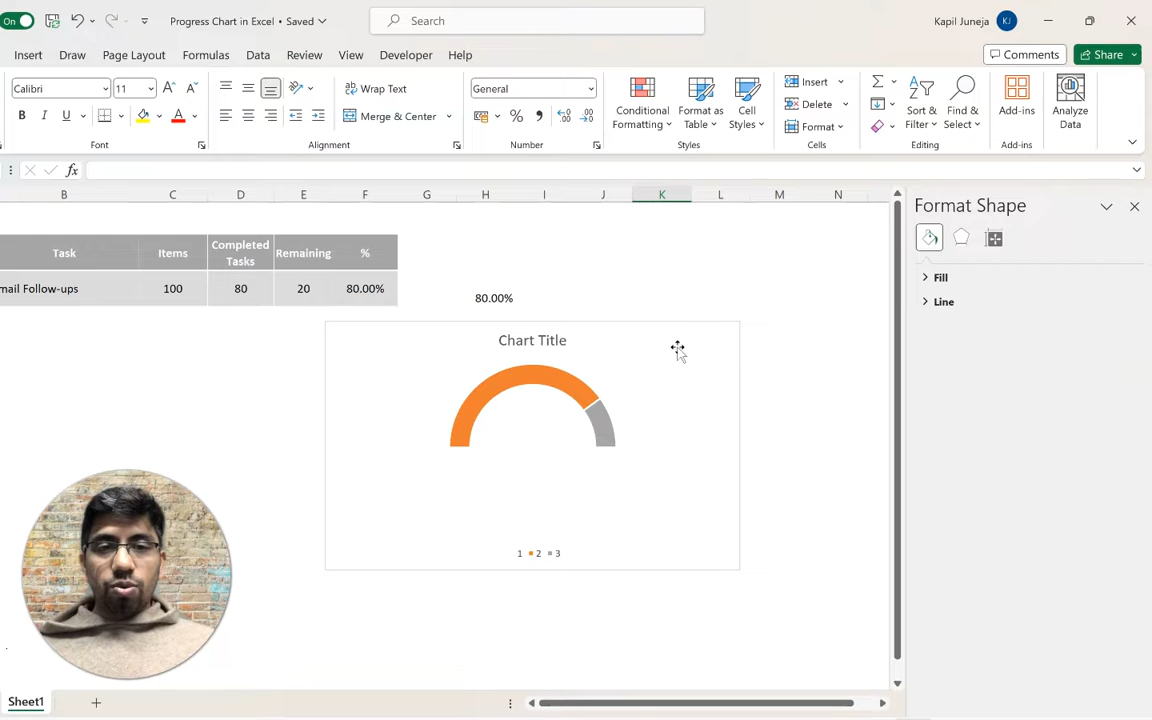 On
Progress Chart in Excel • Saved
Search
Kapil Juneja
KJ
Insert Draw Page Layout Formulas Data Review View Developer Help
Comments
Share
Calibri
11
Wrap Text
General
Conditional Formatting
Format as Table
Cell Styles
Insert
Delete
Format
Sort & Filter
Find & Select
Add-ins
Analyze Data
B I U
Merge & Center
Font
Alignment
Number
Styles
Cells
Editing
Add-ins
fx
B C D E F G H I J K L M N
Format Shape
Task Items Completed Tasks Remaining %
mail Follow-ups 100 80 20 80.00%
80.00%
Fill
Line
Chart Title
1 2 3
Sheet1